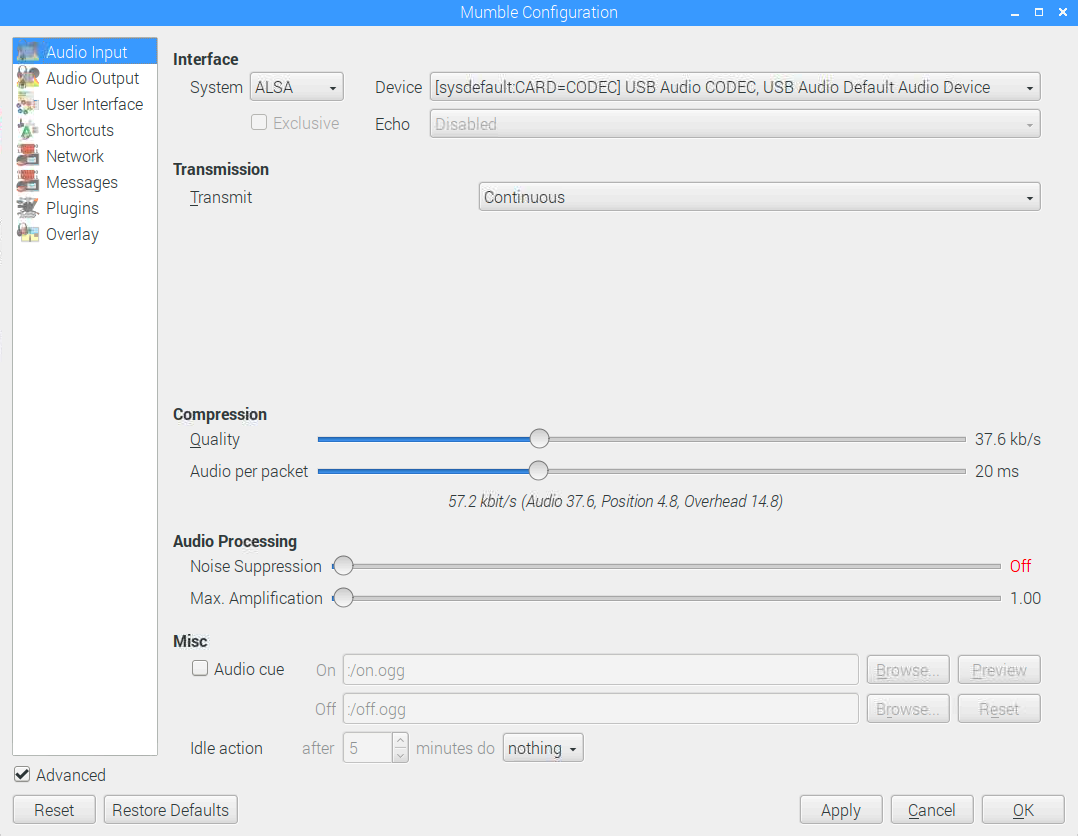 Mumble Configuration
Audio Input
Audio Output
User Interface
Shortcuts
Network
Messages
Plugins
Overlay
Interface
System ALSA Device [sysdefault:CARD=CODEC] USB Audio CODEC, USB Audio Default Audio Device
Exclusive Echo Disabled
Transmission
Transmit Continuous
Compression
Quality 37.6 kb/s
Audio per packet 20 ms
57.2 kbit/s (Audio 37.6, Position 4.8, Overhead 14.8)
Audio Processing
Noise Suppression Off
Max. Amplification 1.00
Misc
Audio cue On :/on.ogg Browse... Preview
Off :/off.ogg Browse... Reset
Idle action after 5 minutes do nothing
Advanced
Reset Restore Defaults Apply Cancel OK